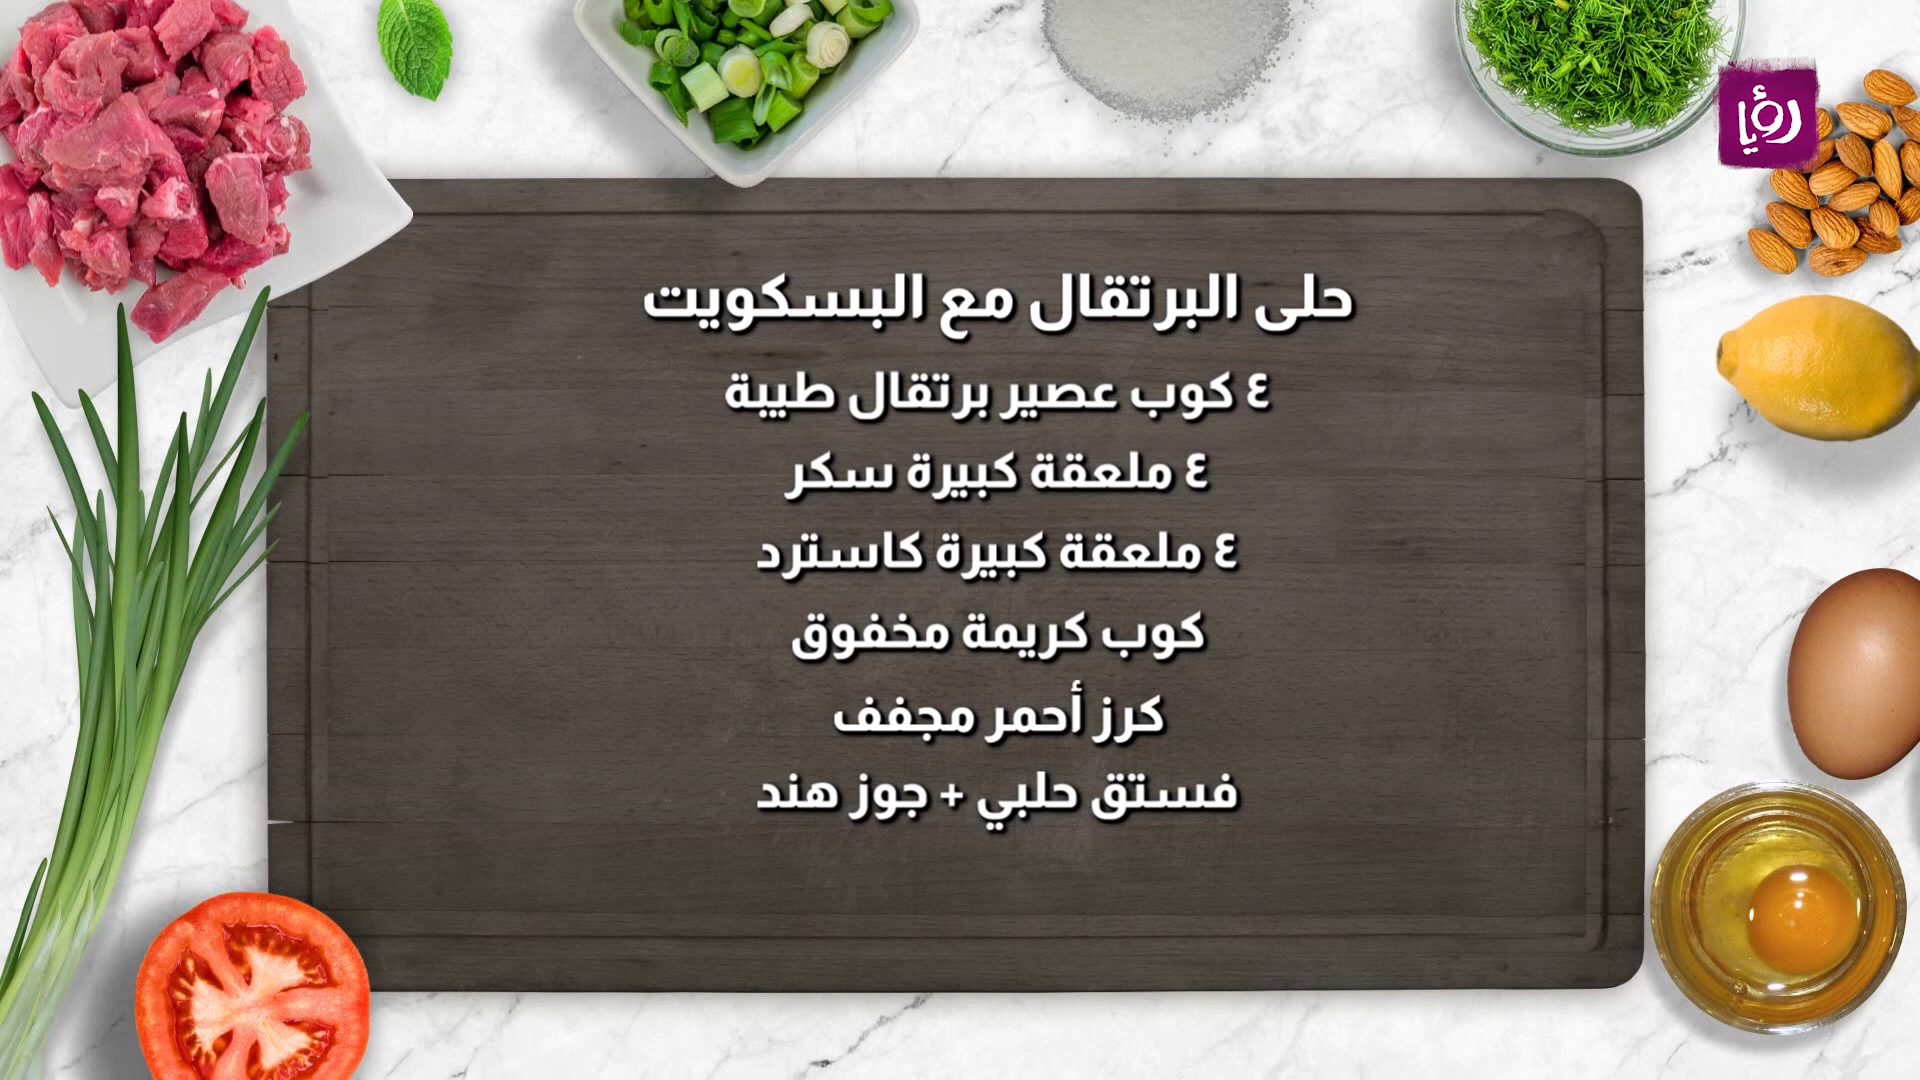 رؤيا
حلى البرتقال مع البسكويت
٤ كوب عصير برتقال طيبة
٤ ملعقة كبيرة سكر
٤ ملعقة كبيرة كاسترد
كوب كريمة مخفوق
كرز أحمر مجفف
فستق حلبي + جوز هند